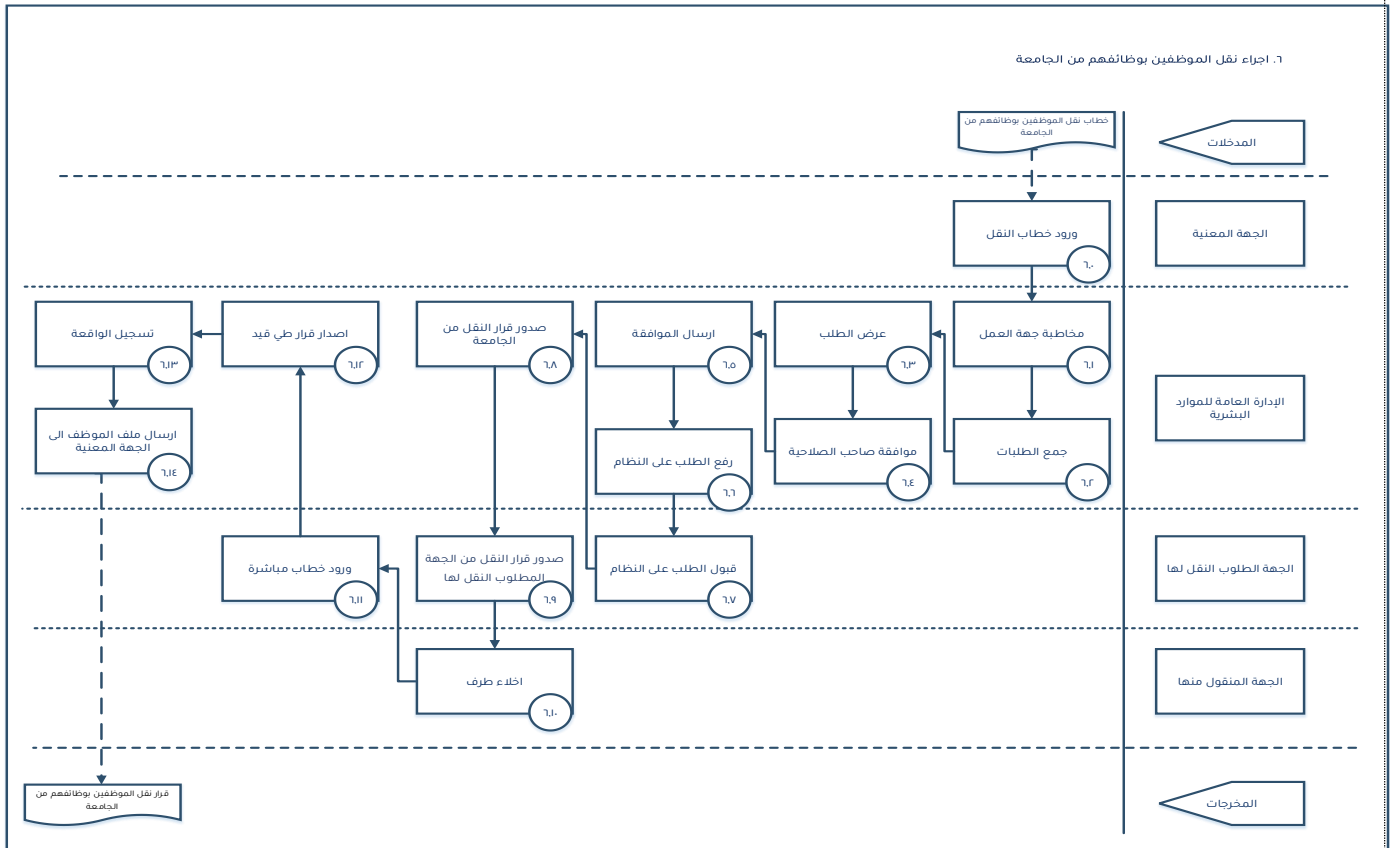 ٦. اجراء نقل الموظفين بوظائفهم من الجامعة
المدخلات
خطاب نقل الموظفين بوظائفهم من
الجامعة
الجهة المعنية
ورود خطاب النقل
٦.٠
الإدارة العامة للموارد
البشرية
مخاطبة جهة العمل
٦.١
جمع الطلبات
٦.٢
عرض الطلب
٦.٣
موافقة صاحب الصلاحية
٦.٤
ارسال الموافقة
٦.٥
رفع الطلب على النظام
٦.٦
صدور قرار النقل من
الجامعة
٦.٨
اصدار قرار طي قيد
٦.١٢
تسجيل الواقعة
٦.١٣
ارسال ملف الموظف الى
الجهة المعنية
٦.١٤
الجهة الطلوب النقل لها
قبول الطلب على النظام
٦.٧
صدور قرار النقل من الجهة
المطلوب النقل لها
٦.٩
ورود خطاب مباشرة
٦.١١
الجهة المنقول منها
اخلاء طرف
٦.١٠
المخرجات
قرار نقل الموظفين بوظائفهم من
الجامعة